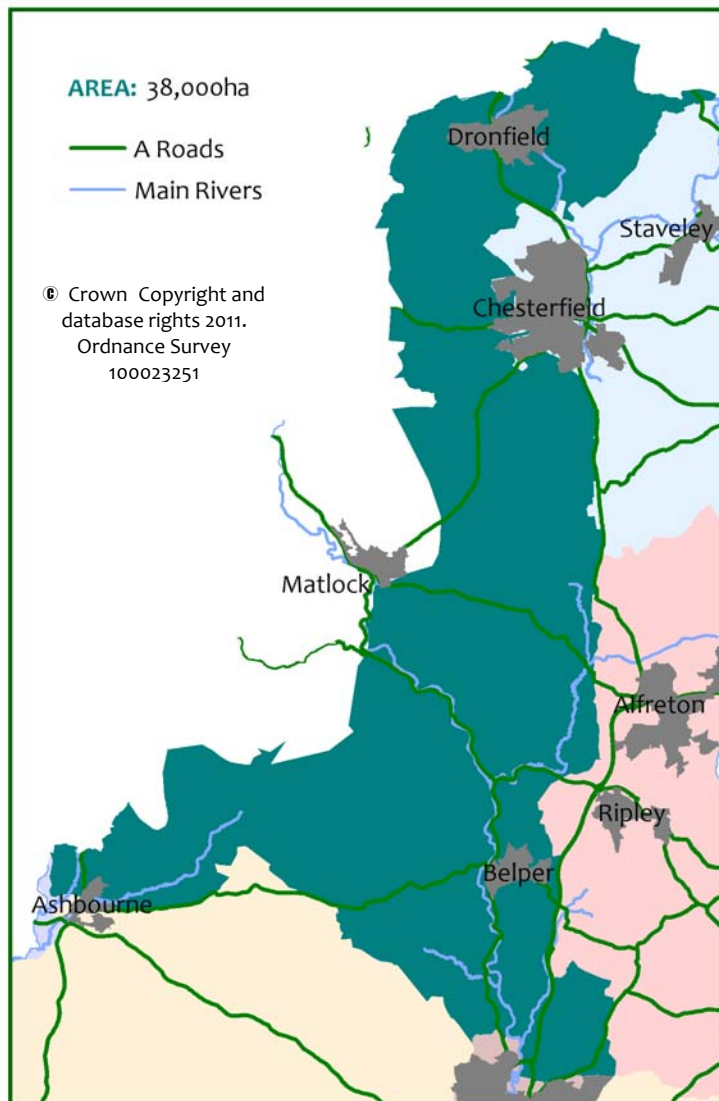 AREA: 38,000ha
A Roads
Main Rivers
© Crown Copyright and
database rights 2011.
Ordnance Survey
100023251
Dronfield
Staveley
Chesterfield
Matlock
Alfreton
Ripley
Belper
Ashbourne